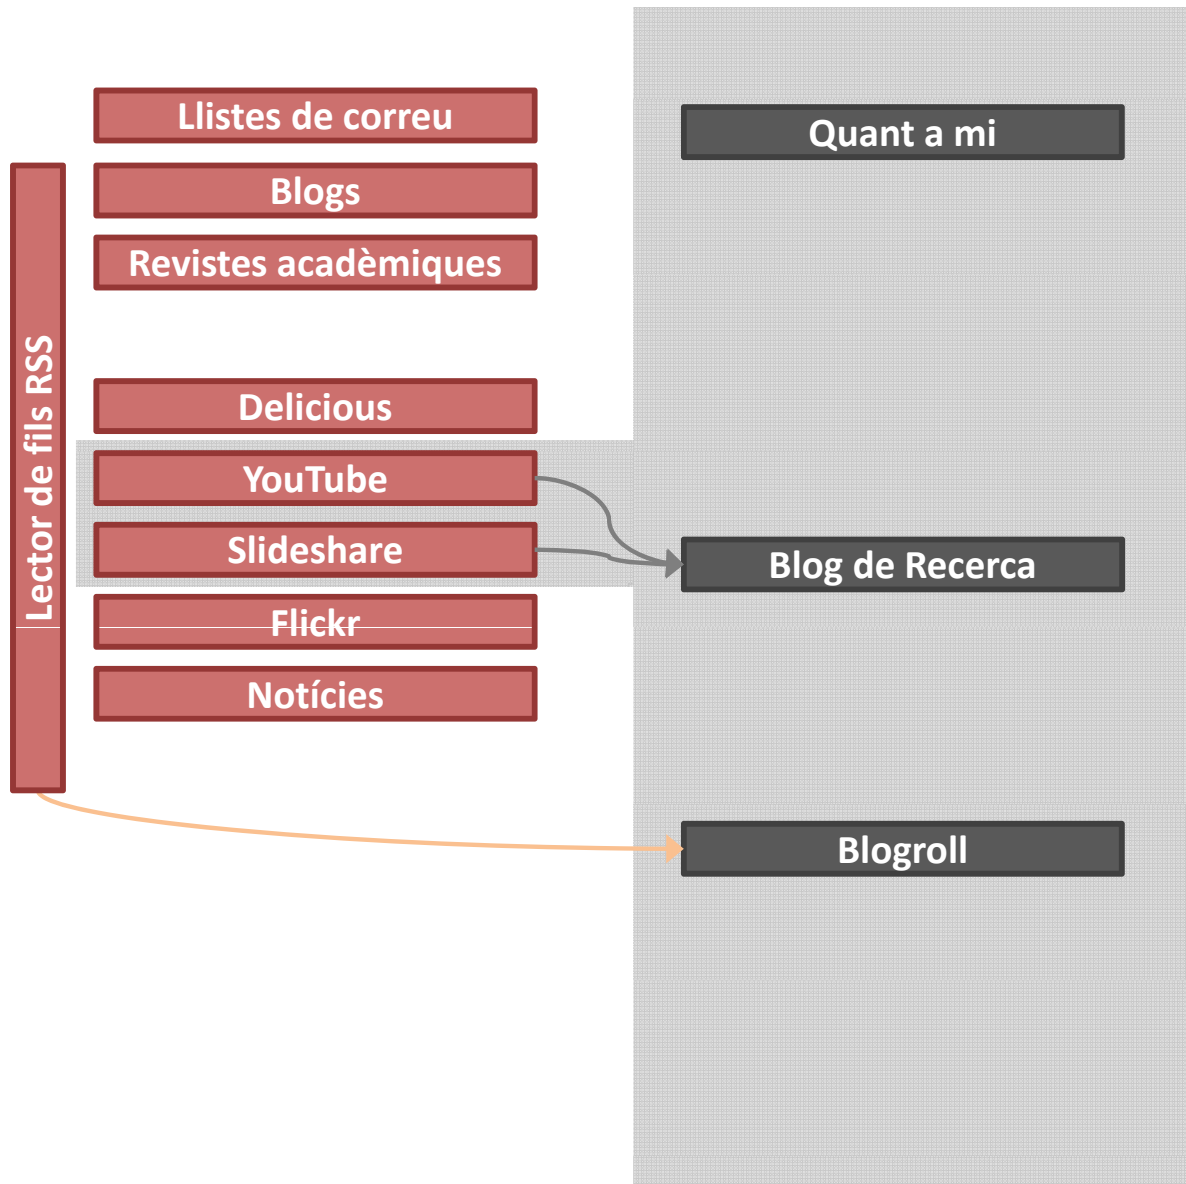 Llistes de correu
Blogs
Revistes acadèmiques
Lector de fils RSS
Delicious
YouTube
Slideshare
Flickr
Notícies
Quant a mi
Blog de Recerca
Blogroll